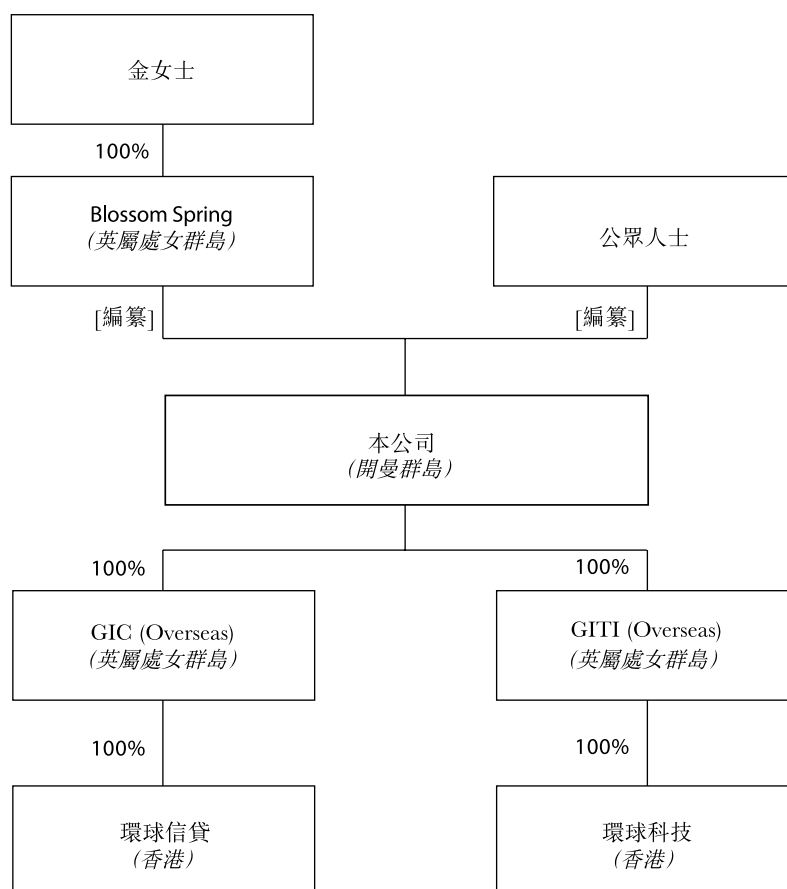 金女士
100%
Blossom Spring
(英屬處女群島)
公眾人士
[編纂]
[編纂]
本公司
(開曼群島)
100%
100%
GIC (Overseas)
(英屬處女群島)
GITI (Overseas)
(英屬處女群島)
100%
100%
環球信貸
(香港)
環球科技
(香港)